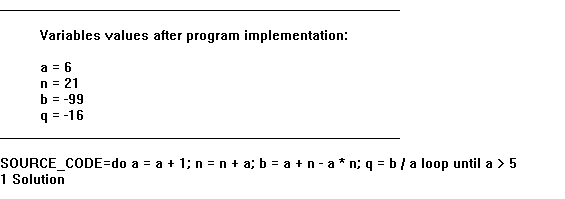 Variables values after program implementation:
a = 6
n = 21
b = -99
q = -16
SOURCE_CODE=do a = a + 1; n = n + a; b = a + n - a * n; q = b / a loop until a > 5
1 Solution